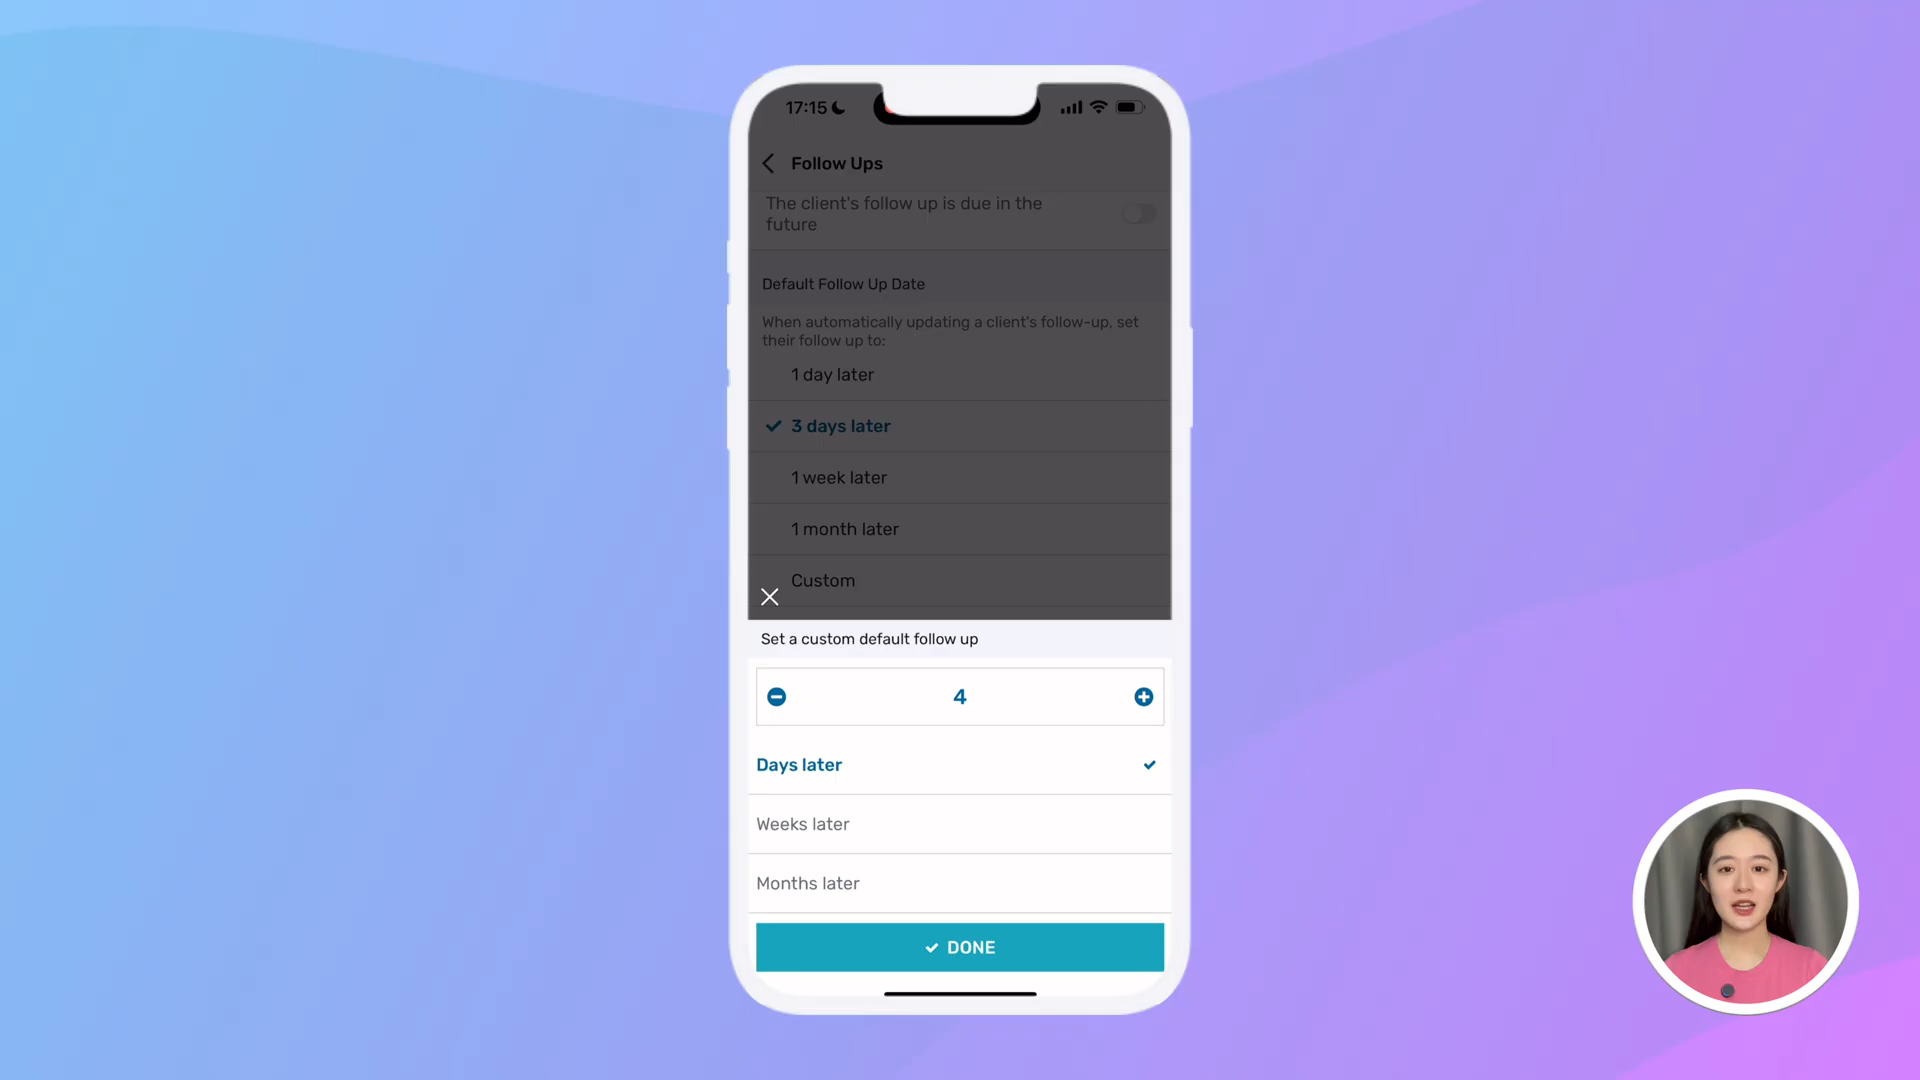 17:15
Follow Ups
The client's follow up is due in the
future
Default Follow Up Date
When automatically updating a client's follow-up, set
their follow up to:
1 day later
3 days later
1 week later
1 month later
Custom
Set a custom default follow up
4
Days later
Weeks later
Months later
DONE